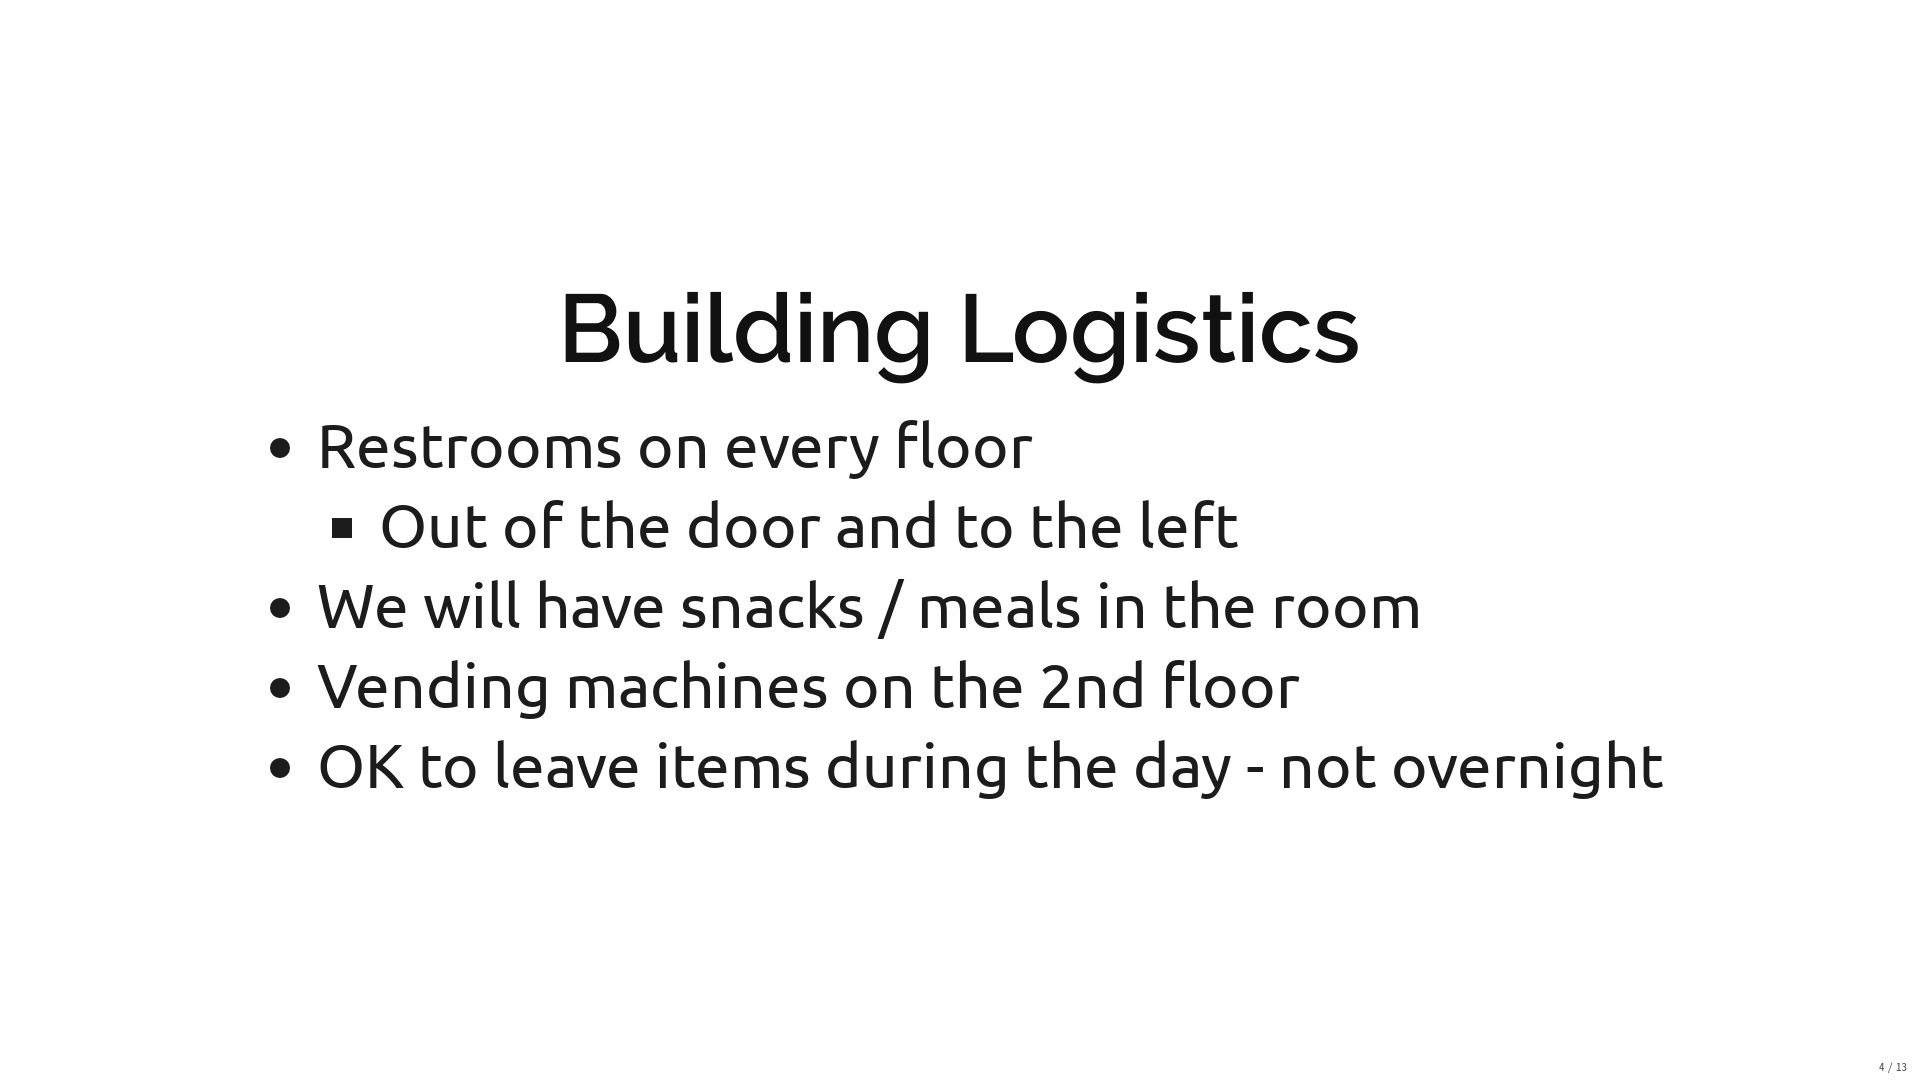 Building Logistics
Restrooms on every floor
Out of the door and to the left
We will have snacks / meals in the room
Vending machines on the 2nd floor
OK to leave items during the day - not overnight
4 / 13